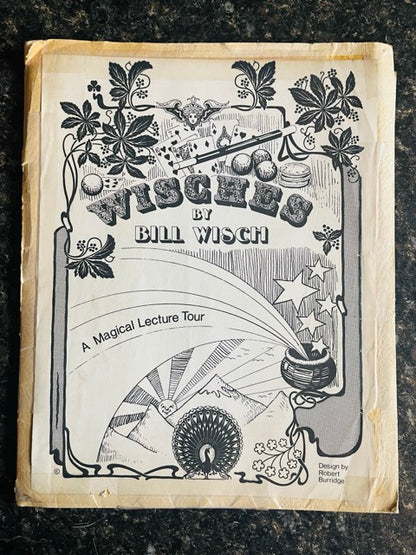 WISCHES
BY
BILL WISCH
A Magical Lecture Tour
©
Design by
Robert
Burridge